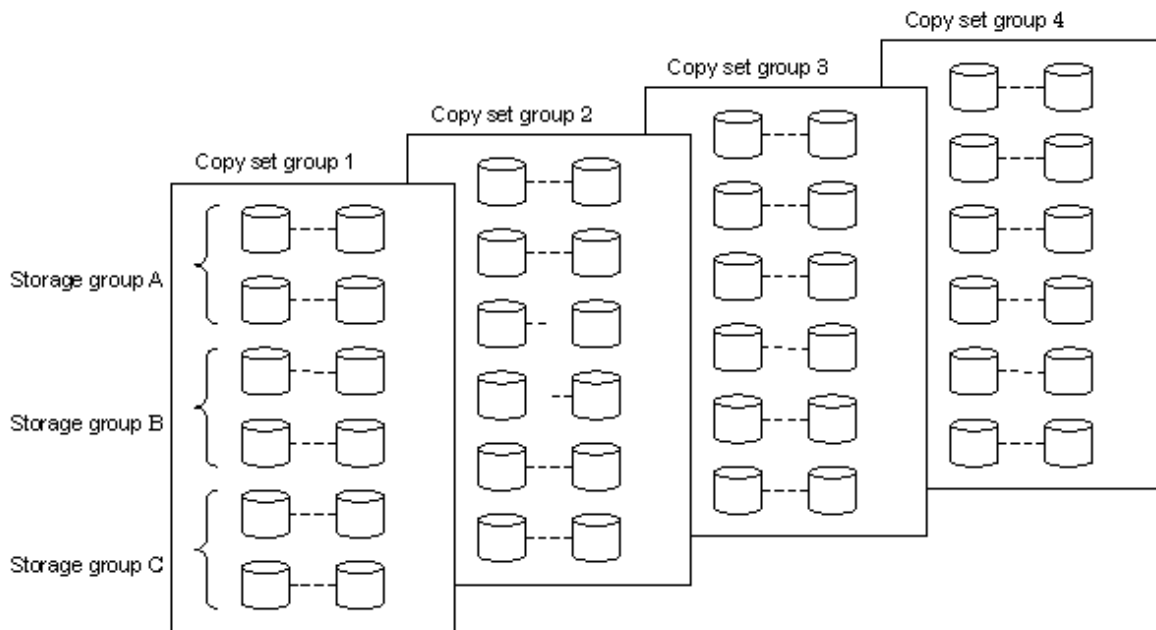 Copy set group 4
Copy set group 3
Copy set group 2
Copy set group 1
Storage group A
Storage group B
Storage group C